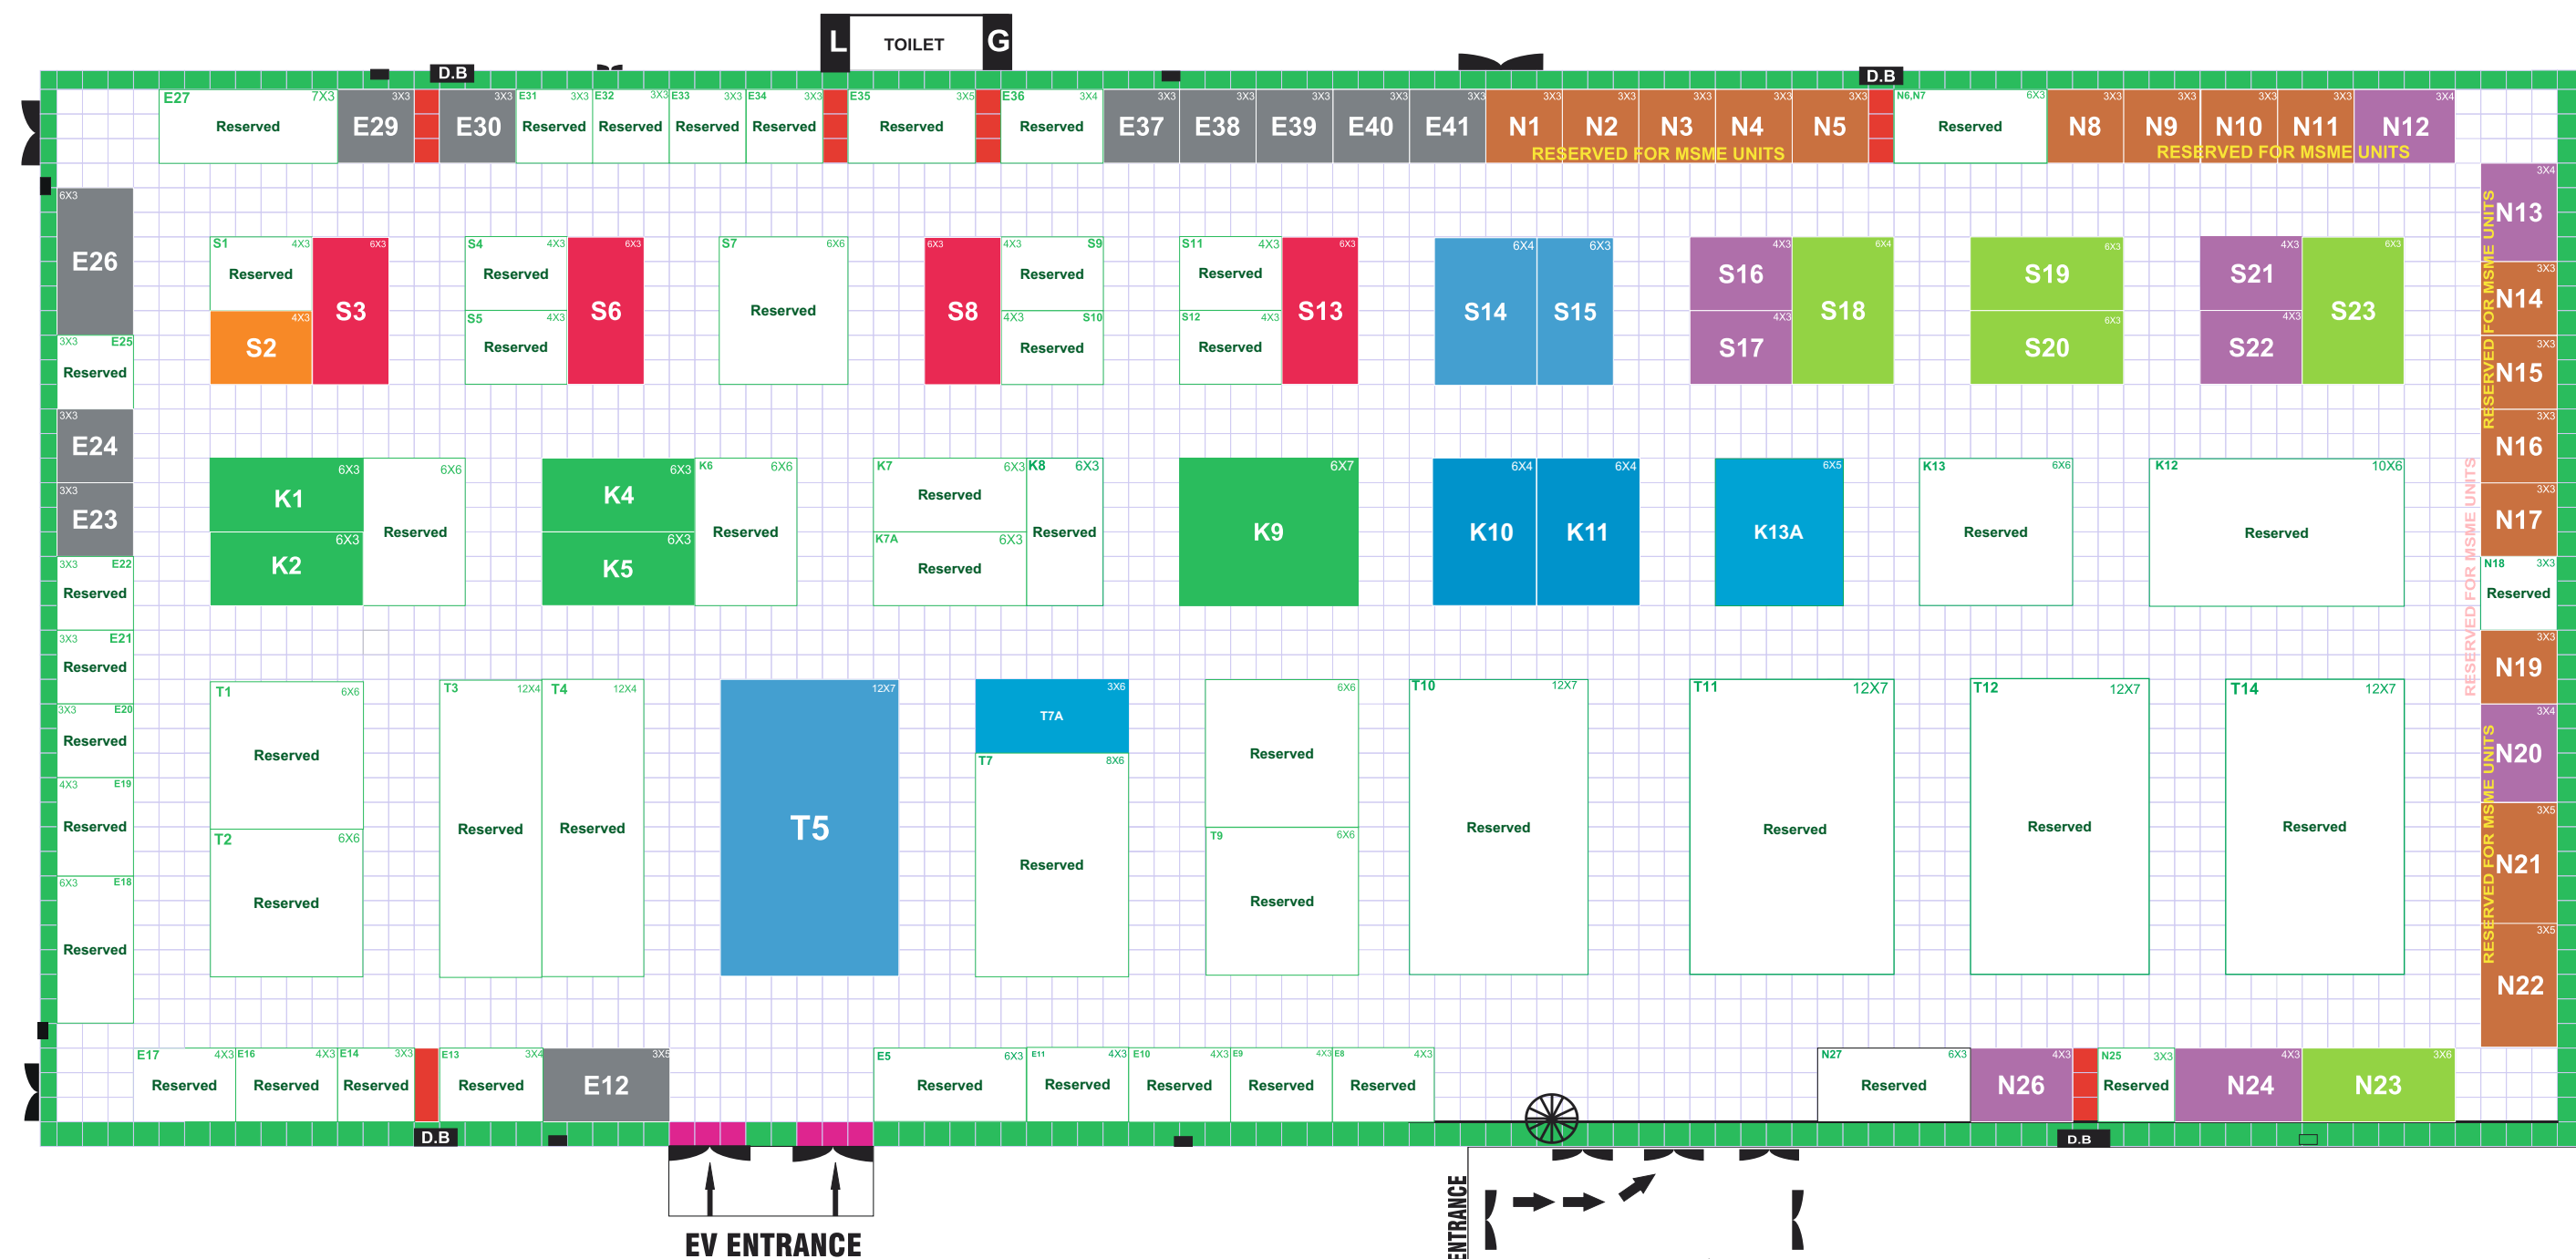 L TOILET G
D.B
D.B
E27 7X3
Reserved
3X3
E29
3X3
E30
E31 3X3
Reserved
E32 3X3
Reserved
E33 3X3
Reserved
E34 3X3
Reserved
E35 3X5
Reserved
E36 3X4
Reserved
3X3
E37
3X3
E38
3X3
E39
3X3
E40
3X3
E41
3X3
N1
3X3
N2
3X3
N3
3X3
N4
3X3
N5
RESERVED FOR MSME UNITS
N6,N7 6X3
Reserved
3X3
N8
3X3
N9
3X3
N10
3X3
N11
3X4
N12
RESERVED FOR MSME UNITS
6X3
E26
3X3 E25
Reserved
3X3
E24
3X3
E23
3X3 E22
Reserved
3X3 E21
Reserved
3X3 E20
Reserved
4X3 E19
Reserved
6X3 E18
Reserved
S1 4X3
Reserved
4X3
S2
6X3
S3
S4 4X3
Reserved
S5 4X3
Reserved
6X3
S6
S7 6X6
Reserved
6X3
S8
4X3 S9
Reserved
4X3 S10
Reserved
S11 4X3
Reserved
S12 4X3
Reserved
6X3
S13
6X4
S14
6X3
S15
4X3
S16
4X3
S17
6X4
S18
6X3
S19
6X3
S20
4X3
S21
4X3
S22
6X3
S23
6X3
K1
6X3
K2
6X6
Reserved
6X3
K4
6X3
K5
K6 6X6
Reserved
K7 6X3
Reserved
K7A 6X3
Reserved
K8 6X3
Reserved
6X7
K9
6X4
K10
6X4
K11
6X5
K13A
K13 6X6
Reserved
K12 10X6
Reserved
T1 6X6
Reserved
T2 6X6
Reserved
T3 12X4
Reserved
T4 12X4
Reserved
12X7
T5
3X6
T7A
T7 8X6
Reserved
6X6
Reserved
T9 6X6
Reserved
T10 12X7
Reserved
T11 12X7
Reserved
T12 12X7
Reserved
T14 12X7
Reserved
3X4
N13
3X3
N14
3X3
N15
3X3
N16
3X3
N17
N18 3X3
Reserved
3X3
N19
3X4
N20
3X5
N21
3X5
N22
RESERVED FOR MSME UNITS
RESERVED FOR MSME UNITS
RESERVED FOR MSME UNITS
E17 4X3
Reserved
E16 4X3
Reserved
E14 3X3
Reserved
E13 3X4
Reserved
3X5
E12
E5 6X3
Reserved
E11 4X3
Reserved
E10 4X3
Reserved
E9 4X3
Reserved
E8 4X3
Reserved
N27 6X3
Reserved
4X3
N26
N25 3X3
Reserved
4X3
N24
3X6
N23
D.B
D.B
EV ENTRANCE
ENTRANCE